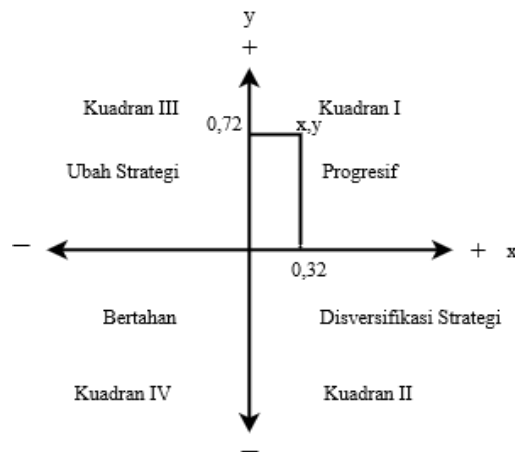 y
+
Kuadran III
Kuadran I
0,72
x,y
Ubah Strategi
Progresif
−
+ x
0,32
Bertahan
Disversifikasi Strategi
Kuadran IV
Kuadran II
−